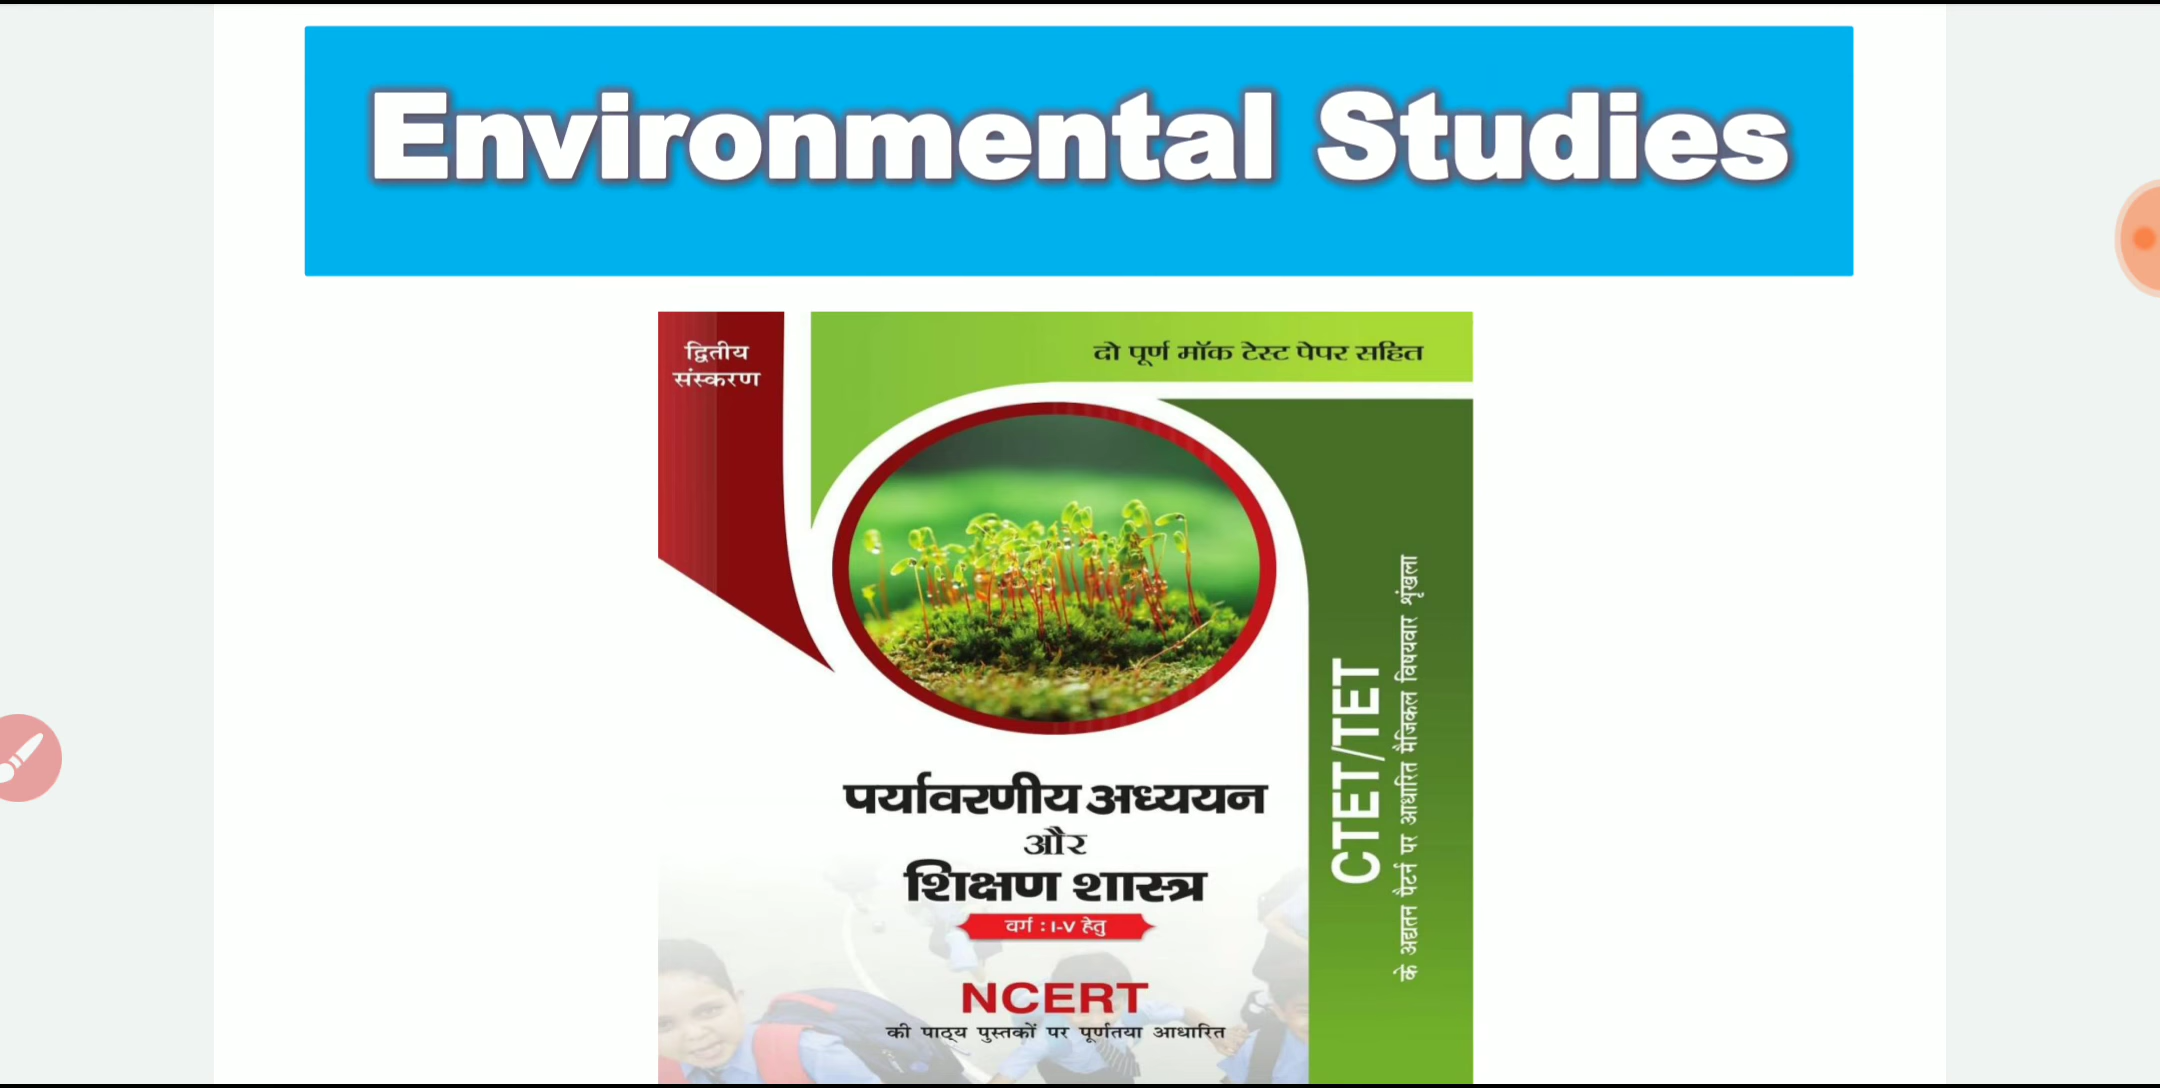 Environmental Studies
द्वितीय
संस्करण
दो पूर्ण मॉक टेस्ट पेपर सहित
पर्यावरणीय अध्ययन
और
शिक्षण शास्त्र
वर्ग : I-V हेतु
NCERT
की पाठ्य पुस्तकों पर पूर्णतया आधारित
CTET/TET
के अद्यतन पैटर्न पर आधारित मैजिकल विषयवार श्रृंखला